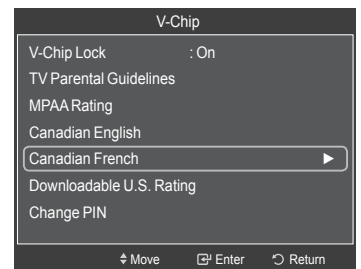 V-Chip
V-Chip Lock : On
TV Parental Guidelines
MPAA Rating
Canadian English
Canadian French ►
Downloadable U.S. Rating
Change PIN
Move Enter Return